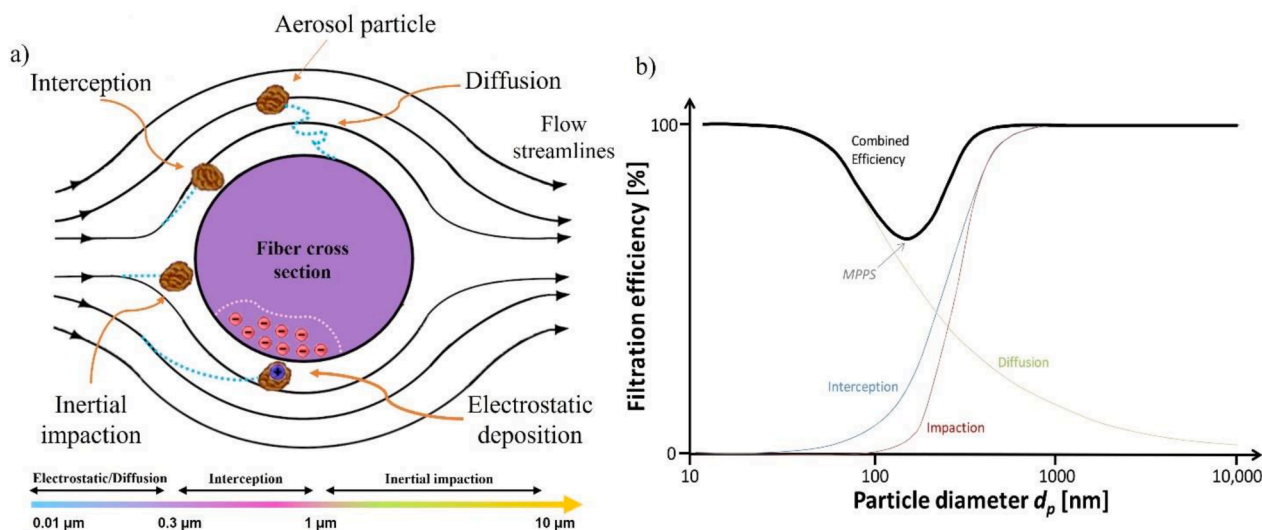 a)
Aerosol particle
Interception
Diffusion
Flow
streamlines
Fiber cross
section
Inertial
impaction
Electrostatic
deposition
Electrostatic/Diffusion
Interception
Inertial impaction
0.01 µm
0.3 µm
1 µm
10 µm
b)
Filtration efficiency [%]
100
0
Combined
Efficiency
MPPS
Interception
Diffusion
Impaction
10
100
1000
10,000
Particle diameter dp [nm]